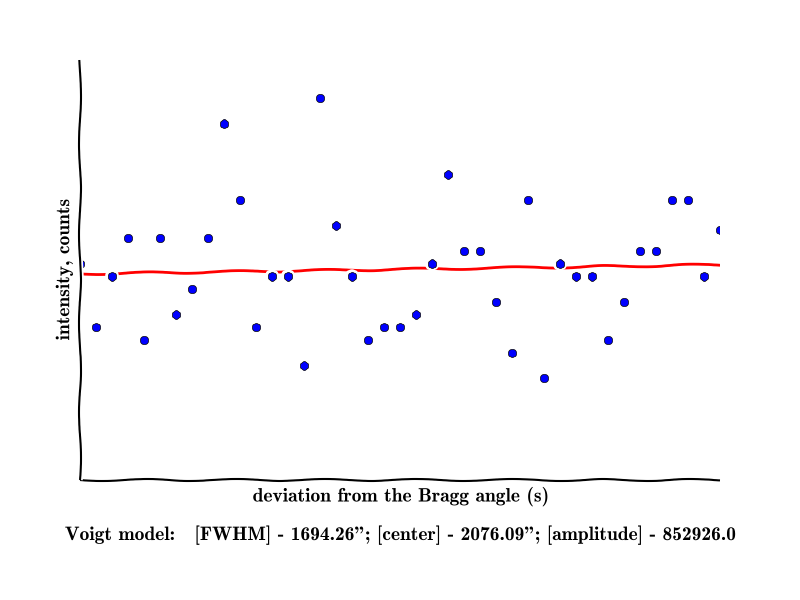 intensity, counts
deviation from the Bragg angle (s)
Voigt model: [FWHM] - 1694.26”; [center] - 2076.09”; [amplitude] - 852926.0